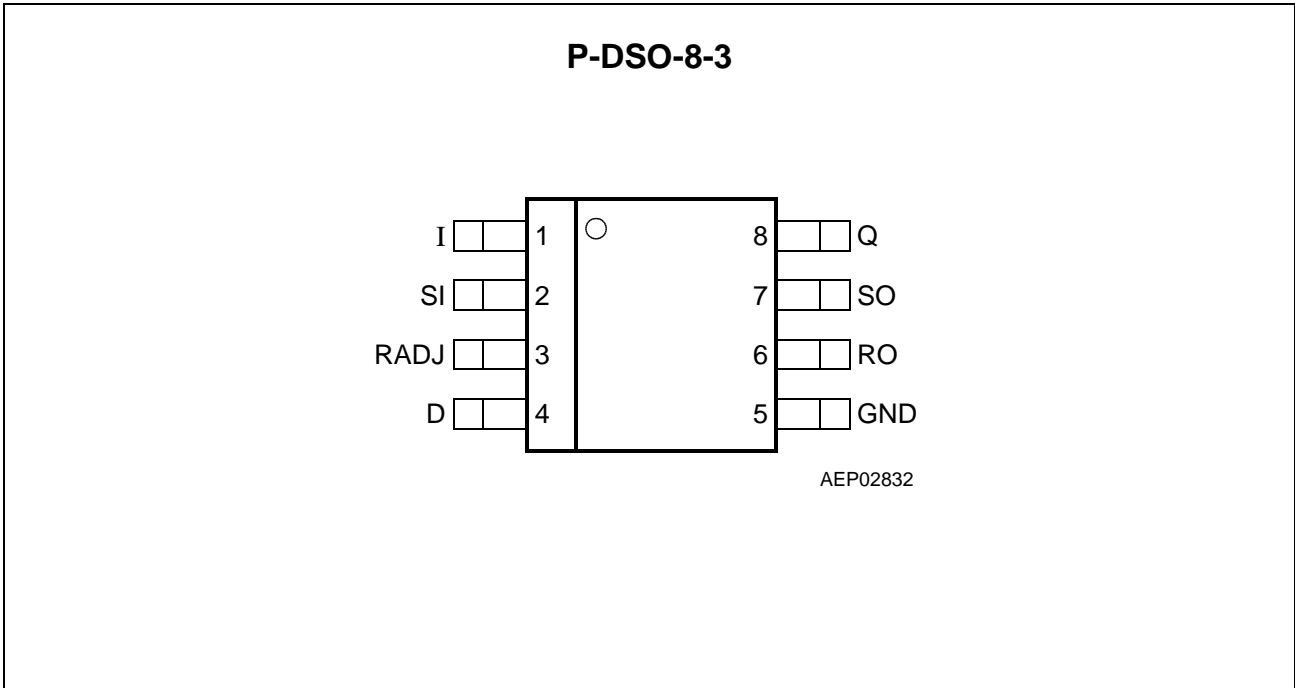 P-DSO-8-3
I 1 8 Q
SI 2 7 SO
RADJ 3 6 RO
D 4 5 GND
AEP02832